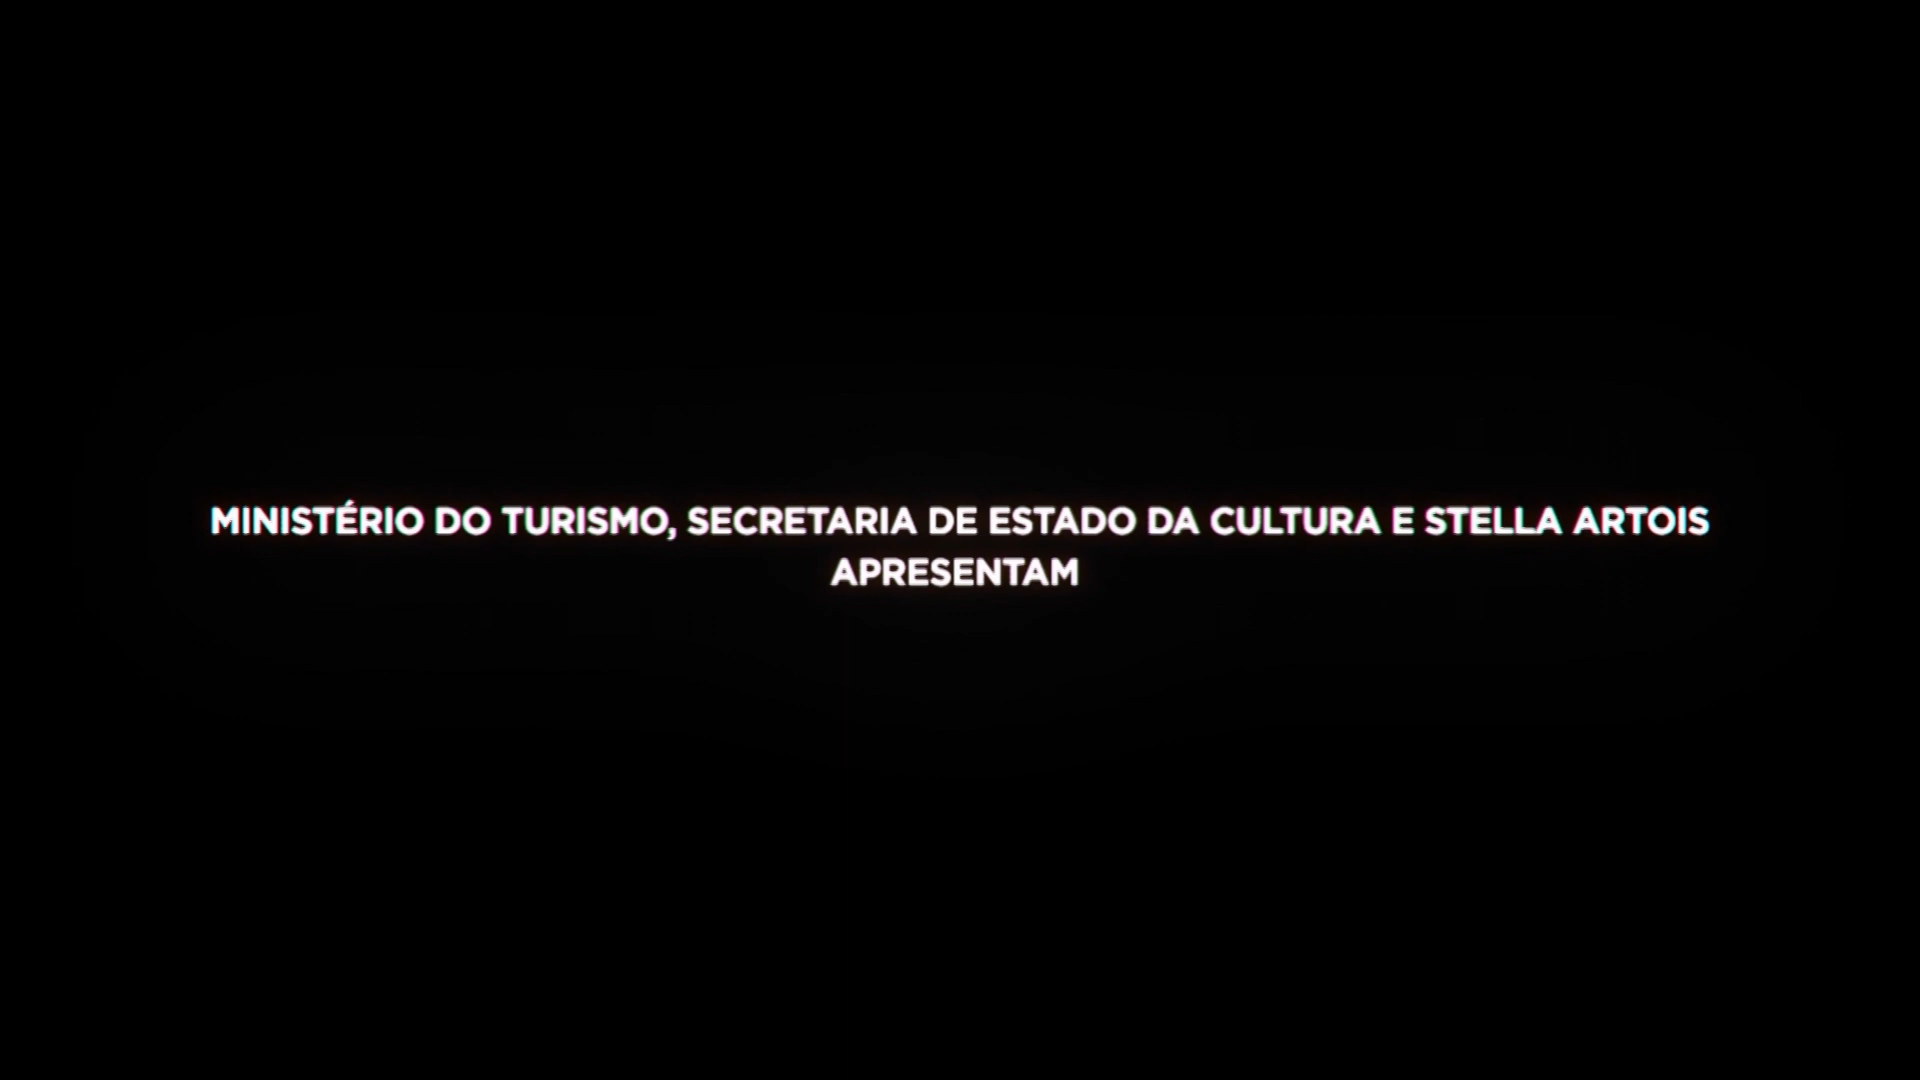 MINISTÉRIO DO TURISMO, SECRETARIA DE ESTADO DA CULTURA E STELLA ARTOIS
APRESENTAM